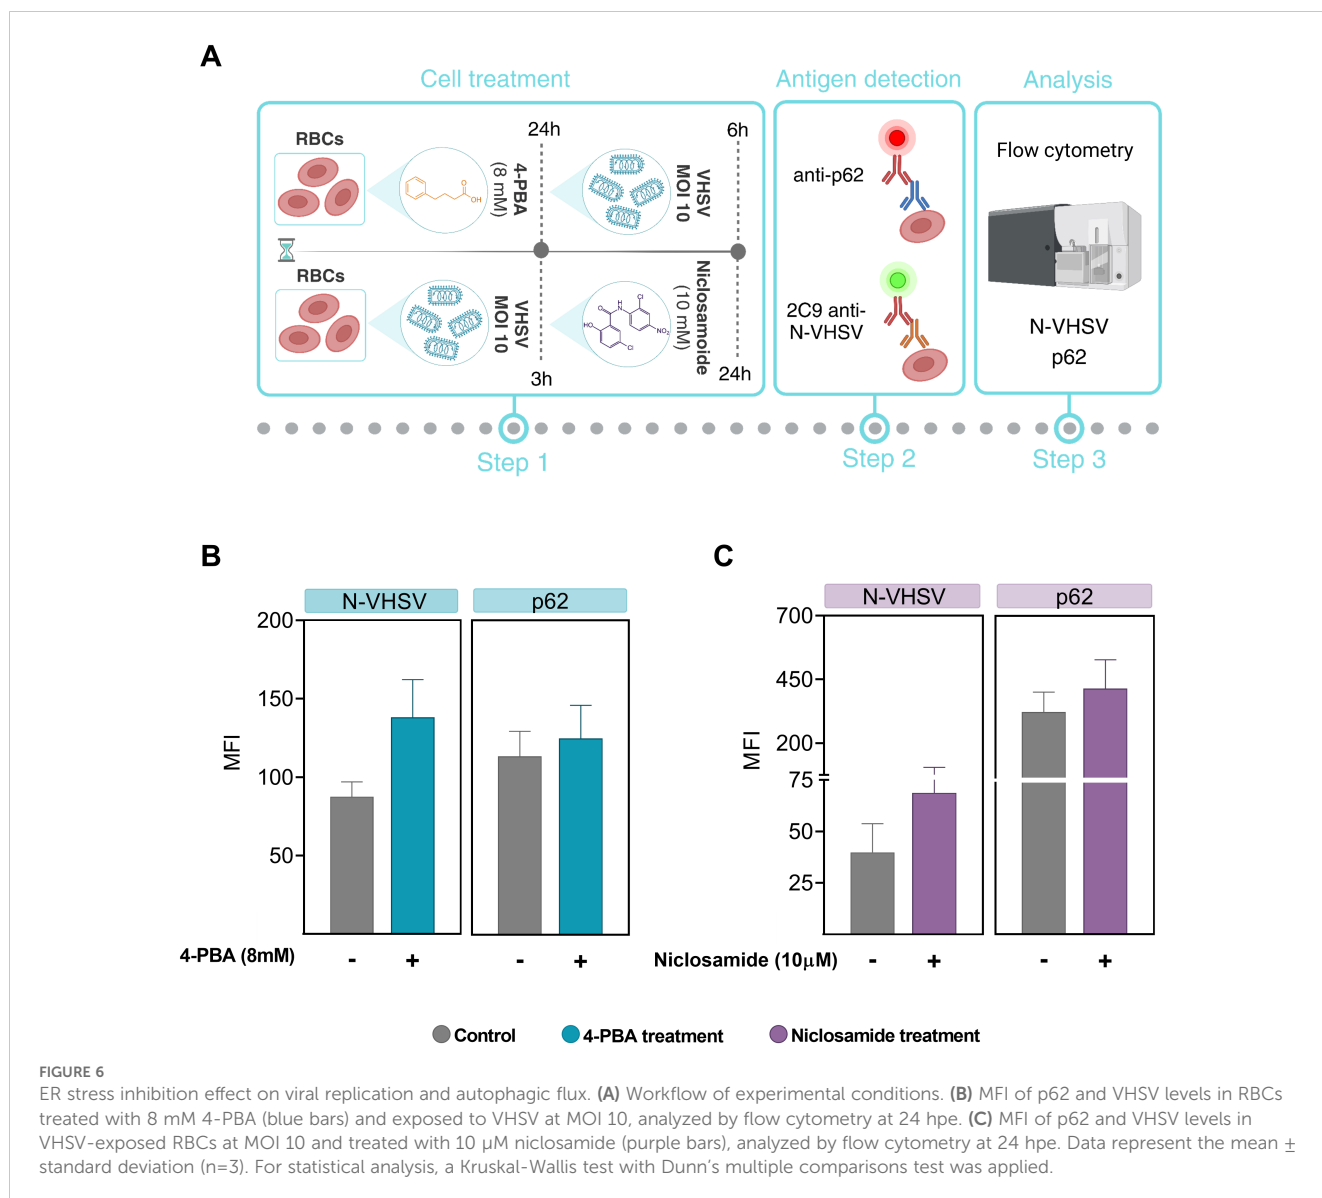 A
Cell treatment
Antigen detection
Analysis
RBCs
24h
4-PBA
(8 mM)
OH
O
VHSV
MOI 10
6h
RBCs
VHSV
MOI 10
3h
O
H
N
Cl
HO
NO₂
Cl
Niclosamoide
(10 mM)
24h
anti-p62
2C9 anti-
N-VHSV
Flow cytometry
N-VHSV
p62
Step 1
Step 2
Step 3
B
N-VHSV
p62
200
150
100
50
MFI
4-PBA (8mM)
-
+
-
+
C
N-VHSV
p62
700
450
200
75
50
25
MFI
Niclosamide (10µM)
-
+
-
+
Control
4-PBA treatment
Niclosamide treatment
FIGURE 6
ER stress inhibition effect on viral replication and autophagic flux. (A) Workflow of experimental conditions. (B) MFI of p62 and VHSV levels in RBCs
treated with 8 mM 4-PBA (blue bars) and exposed to VHSV at MOI 10, analyzed by flow cytometry at 24 hpe. (C) MFI of p62 and VHSV levels in
VHSV-exposed RBCs at MOI 10 and treated with 10 µM niclosamide (purple bars), analyzed by flow cytometry at 24 hpe. Data represent the mean ±
standard deviation (n=3). For statistical analysis, a Kruskal-Wallis test with Dunn's multiple comparisons test was applied.